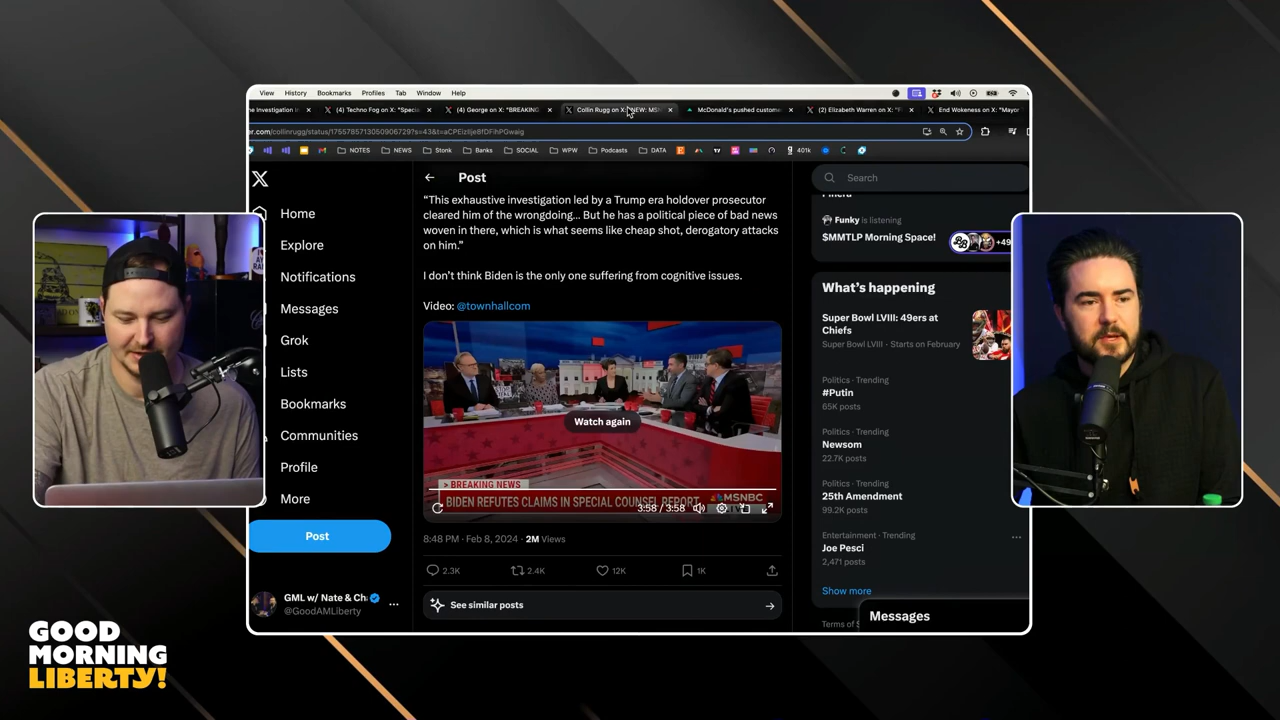 View History Bookmarks Profiles Tab Window Help
(4) Techno Fog on X: "Specia
(4) George on X: "BREAKING
Collin Rugg on X: "NEW: MS
McDonald's pushed custome
(2) Elizabeth Warren on X: "F
End Wokeness on X: "Mayor
NOTES NEWS Stonk Banks SOCIAL WPW Podcasts DATA 401k
Home
Explore
Notifications
Messages
Grok
Lists
Bookmarks
Communities
Profile
More
Post
GML w/ Nate & Ch
@GoodAMLiberty
Post
“This exhaustive investigation led by a Trump era holdover prosecutor
cleared him of the wrongdoing... But he has a political piece of bad news
woven in there, which is what seems like cheap shot, derogatory attacks
on him.”
I don’t think Biden is the only one suffering from cognitive issues.
Video: @townhallcom
Watch again
> BREAKING NEWS
BIDEN REFUTES CLAIMS IN SPECIAL COUNSEL REPORT
MSNBC
3:58 / 3:58
8:48 PM · Feb 8, 2024 · 2M Views
2.3K 2.4K 12K 1K
See similar posts
Search
Funky is listening
$MMTLP Morning Space!
+49
What’s happening
Super Bowl LVIII: 49ers at
Chiefs
Super Bowl LVIII · Starts on February
Politics · Trending
#Putin
65K posts
Politics · Trending
Newsom
22.7K posts
Politics · Trending
25th Amendment
99.2K posts
Entertainment · Trending
Joe Pesci
2,471 posts
Show more
Terms of S
Messages
GOOD
MORNING
LIBERTY!